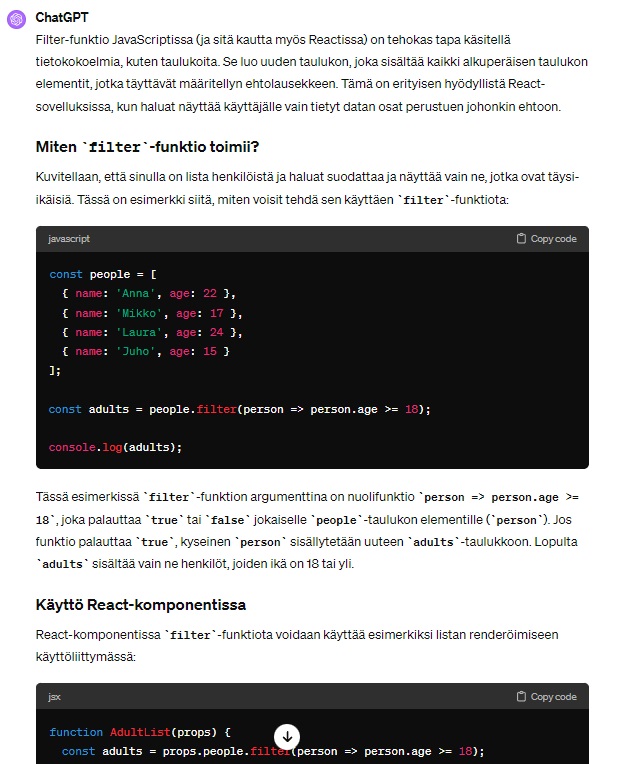 ChatGPT
Filter-funktio JavaScriptissa (ja sitä kautta myös Reactissa) on tehokas tapa käsitellä
tietokokoelmia, kuten taulukoita. Se luo uuden taulukon, joka sisältää kaikki alkuperäisen taulukon
elementit, jotka täyttävät määritellyn ehtolausekkeen. Tämä on erityisen hyödyllistä React-
sovelluksissa, kun haluat näyttää käyttäjälle vain tietyt datan osat perustuen johonkin ehtoon.
Miten `filter`-funktio toimii?
Kuvitellaan, että sinulla on lista henkilöistä ja haluat suodattaa ja näyttää vain ne, jotka ovat täysi-
ikäisiä. Tässä on esimerkki siitä, miten voisit tehdä sen käyttäen `filter`-funktiota:
javascript Copy code
const people = [
  { name: 'Anna', age: 22 },
  { name: 'Mikko', age: 17 },
  { name: 'Laura', age: 24 },
  { name: 'Juho', age: 15 }
];
const adults = people.filter(person => person.age >= 18);
console.log(adults);
Tässä esimerkissä `filter`-funktion argumenttina on nuolifunktio `person => person.age >=
18`, joka palauttaa `true` tai `false` jokaiselle `people`-taulukon elementille (`person`). Jos
funktio palauttaa `true`, kyseinen `person` sisällytetään uuteen `adults`-taulukkoon. Lopulta
`adults` sisältää vain ne henkilöt, joiden ikä on 18 tai yli.
Käyttö React-komponentissa
React-komponentissa `filter`-funktiota voidaan käyttää esimerkiksi listan renderöimiseen
käyttöliittymässä:
jsx Copy code
function AdultList(props) {
  const adults = props.people.filter(person => person.age >= 18);